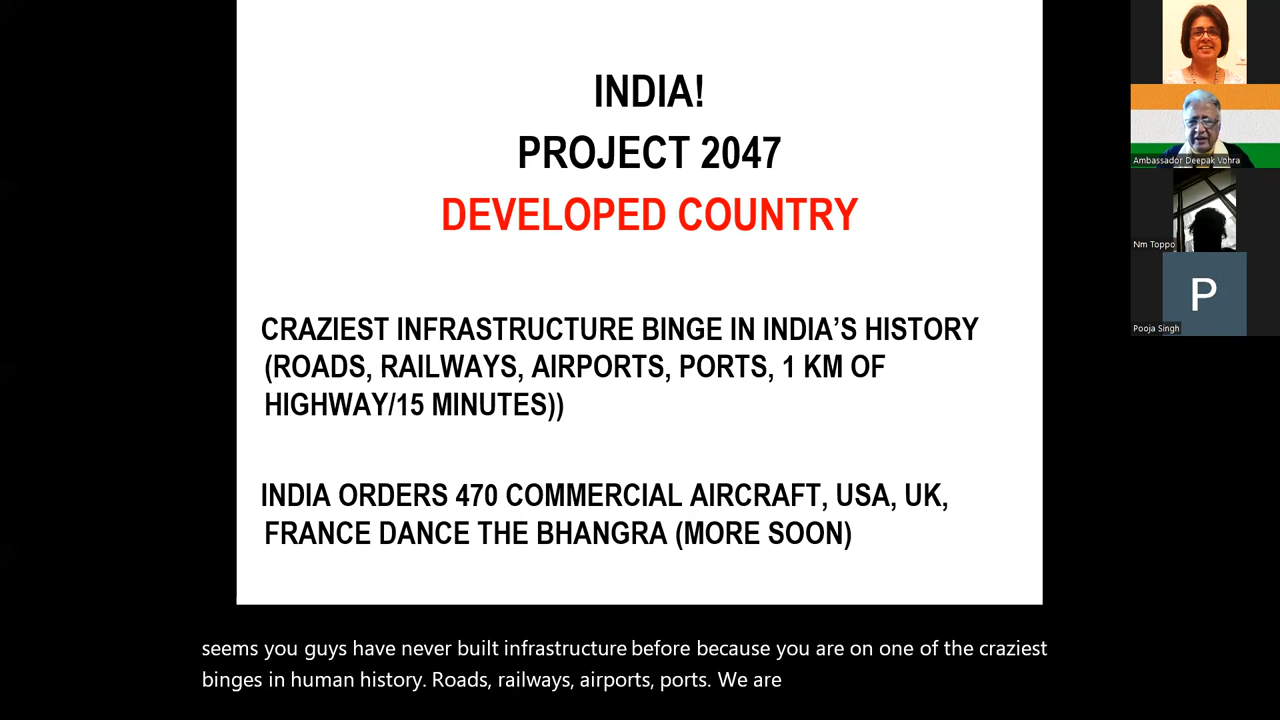 INDIA!
PROJECT 2047
DEVELOPED COUNTRY
CRAZIEST INFRASTRUCTURE BINGE IN INDIA’S HISTORY
(ROADS, RAILWAYS, AIRPORTS, PORTS, 1 KM OF
HIGHWAY/15 MINUTES))
INDIA ORDERS 470 COMMERCIAL AIRCRAFT, USA, UK,
FRANCE DANCE THE BHANGRA (MORE SOON)
seems you guys have never built infrastructure before because you are on one of the craziest
binges in human history. Roads, railways, airports, ports. We are
Ambassador Deepak Vohra
Nm Toppo
P
Pooja Singh